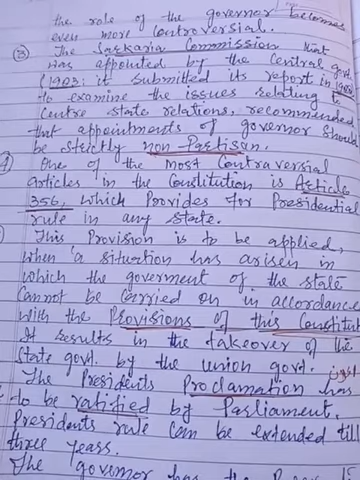 the role of the governor becomes
even more controversial.
③ The Sarkaria Commission that
was appointed by the central govt.
(1983; it submitted its report in 1988)
to examine the issues relating to
centre state relations, recommended
that appointments of governor should
be strictly non-Partisan.
One of the most Contraversial
articles in the Constitution is Article
356, which Provides for Presidential
rule in any state.
This Provision is to be applied,
when 'a situation has arisen in
which the goverment of the state
Cannot be Carried on in accordance
with the Provisions of this Constitut
It results in the takeover of the
state govt. by the union govt.
The Presidents Proclamation has
to be ratified by Parliament.
Presidents rule can be extended till
three years.
The governor has the